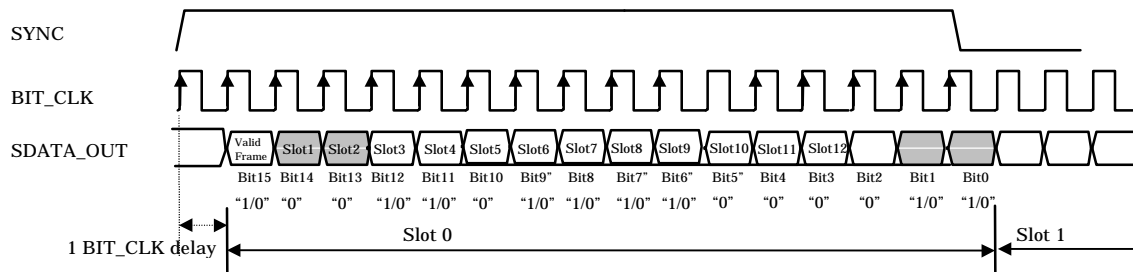 SYNC
BIT_CLK
SDATA_OUT
Valid Frame Slot1 Slot2 Slot3 Slot4 Slot5 Slot6 Slot7 Slot8 Slot9 Slot10 Slot11 Slot12
Bit15 Bit14 Bit13 Bit12 Bit11 Bit10 Bit9" Bit8 Bit7" Bit6" Bit5" Bit4 Bit3 Bit2 Bit1 Bit0
“1/0” “0” “0” “1/0” “1/0” “0” “1/0” “1/0” “1/0” “1/0” “0” “0” “0” “0” “1/0” “1/0”
1 BIT_CLK delay
Slot 0
Slot 1